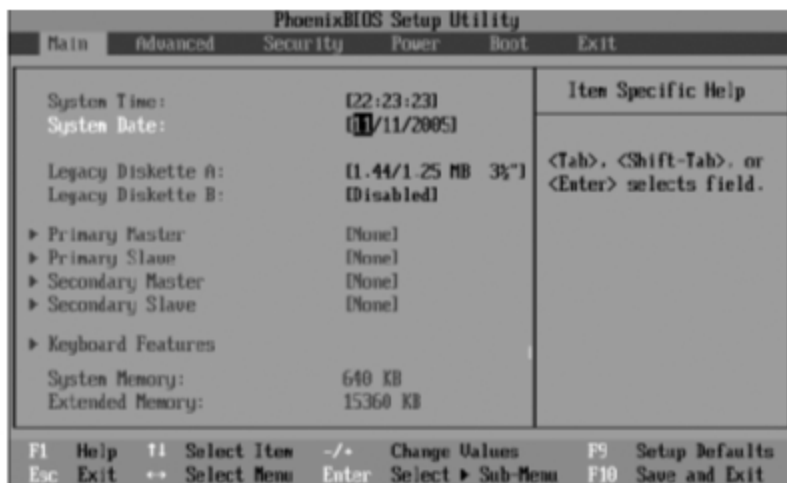 PhoenixBIOS Setup Utility
Main Advanced Security Power Boot Exit
System Time: [22:23:23]
System Date: [11/11/2005]
Legacy Diskette A: [1.44/1.25 MB 3½"]
Legacy Diskette B: [Disabled]
▶ Primary Master [None]
▶ Primary Slave [None]
▶ Secondary Master [None]
▶ Secondary Slave [None]
▶ Keyboard Features
System Memory: 640 KB
Extended Memory: 15360 KB
Item Specific Help
<Tab>, <Shift-Tab>, or
<Enter> selects field.
F1 Help ↑↓ Select Item -/+ Change Values F9 Setup Defaults
Esc Exit ↔ Select Menu Enter Select ▶ Sub-Menu F10 Save and Exit